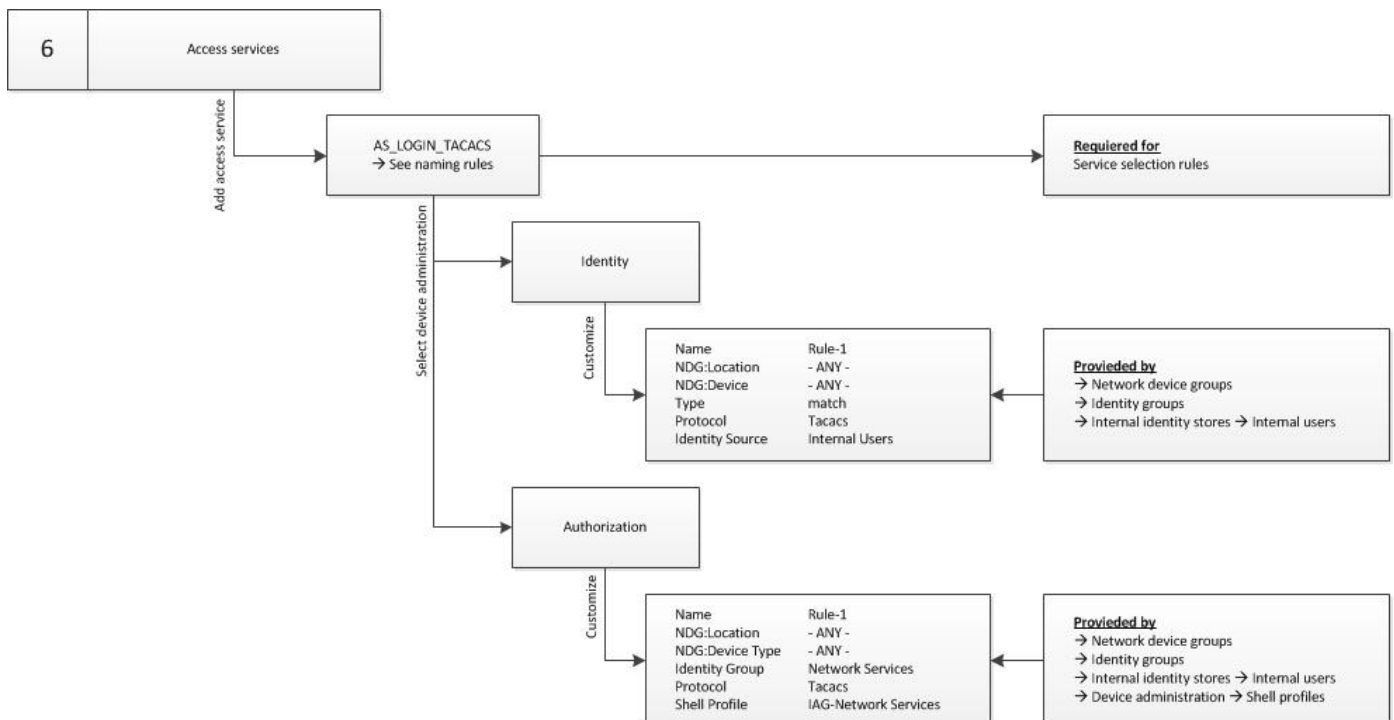 6
Access services
Add access service
AS_LOGIN_TACACS
→ See naming rules
Requiered for
Service selection rules
Select device administration
Identity
Customize
Name Rule-1
NDG:Location - ANY -
NDG:Device - ANY -
Type match
Protocol Tacacs
Identity Source Internal Users
Provieded by
→ Network device groups
→ Identity groups
→ Internal identity stores → Internal users
Authorization
Customize
Name Rule-1
NDG:Location - ANY -
NDG:Device Type - ANY -
Identity Group Network Services
Protocol Tacacs
Shell Profile IAG-Network Services
Provieded by
→ Network device groups
→ Identity groups
→ Internal identity stores → Internal users
→ Device administration → Shell profiles